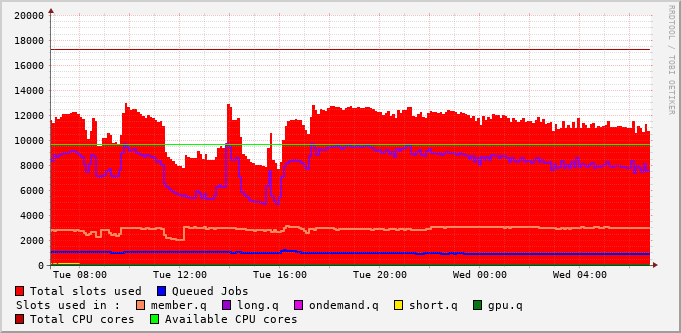 20000
18000
16000
14000
12000
10000
8000
6000
4000
2000
0
Tue 08:00 Tue 12:00 Tue 16:00 Tue 20:00 Wed 00:00 Wed 04:00
RRDTOOL / TOBI OETIKER
Total slots used Queued Jobs
Slots used in : member.q long.q ondemand.q short.q gpu.q
Total CPU cores Available CPU cores